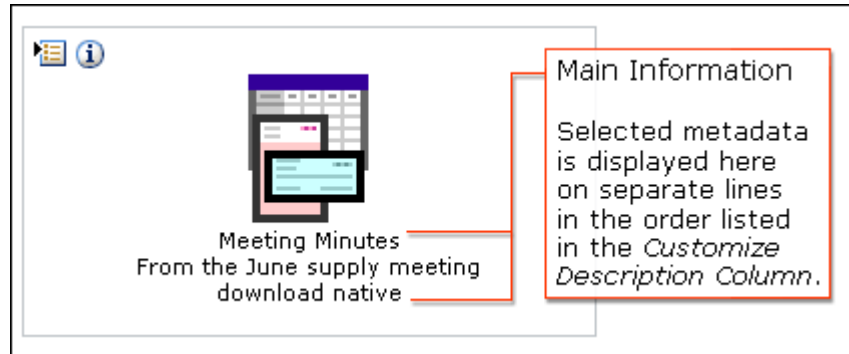 Meeting Minutes
From the June supply meeting
download native
Main Information
Selected metadata
is displayed here
on separate lines
in the order listed
in the Customize
Description Column.